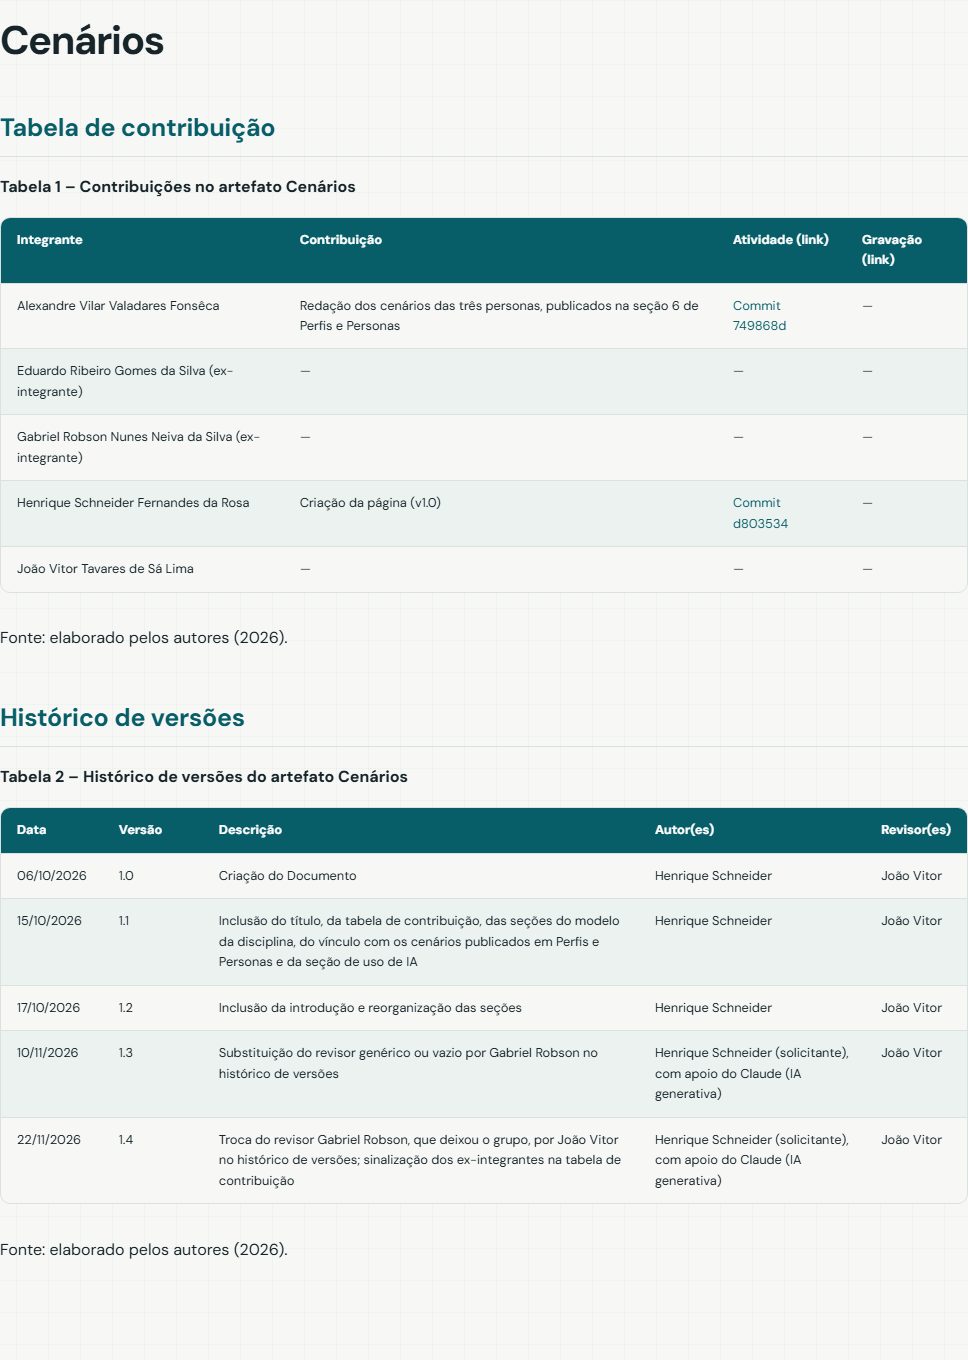 Cenários
Tabela de contribuição
Tabela 1 – Contribuições no artefato Cenários
Integrante Contribuição Atividade (link) Gravação
(link)
Alexandre Vilar Valadares Fonsêca Redação dos cenários das três personas, publicados na seção 6 de Commit —
Perfis e Personas 749868d
Eduardo Ribeiro Gomes da Silva (ex- — — —
integrante)
Gabriel Robson Nunes Neiva da Silva (ex- — — —
integrante)
Henrique Schneider Fernandes da Rosa Criação da página (v1.0) Commit —
d803534
João Vitor Tavares de Sá Lima — — —
Fonte: elaborado pelos autores (2026).
Histórico de versões
Tabela 2 – Histórico de versões do artefato Cenários
Data Versão Descrição Autor(es) Revisor(es)
06/10/2026 1.0 Criação do Documento Henrique Schneider João Vitor
15/10/2026 1.1 Inclusão do título, da tabela de contribuição, das seções do modelo Henrique Schneider João Vitor
da disciplina, do vínculo com os cenários publicados em Perfis e
Personas e da seção de uso de IA
17/10/2026 1.2 Inclusão da introdução e reorganização das seções Henrique Schneider João Vitor
10/11/2026 1.3 Substituição do revisor genérico ou vazio por Gabriel Robson no Henrique Schneider (solicitante), João Vitor
histórico de versões com apoio do Claude (IA
generativa)
22/11/2026 1.4 Troca do revisor Gabriel Robson, que deixou o grupo, por João Vitor Henrique Schneider (solicitante), João Vitor
no histórico de versões; sinalização dos ex-integrantes na tabela de com apoio do Claude (IA
contribuição generativa)
Fonte: elaborado pelos autores (2026).